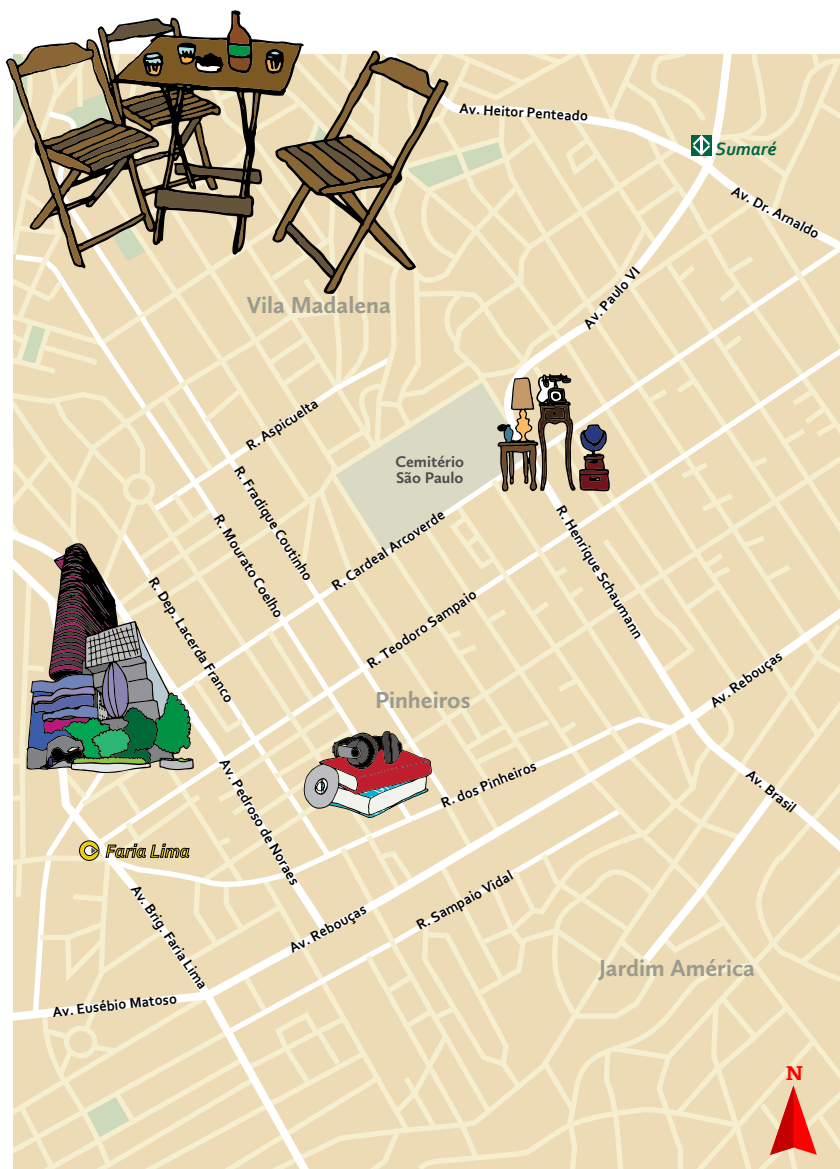 Av. Heitor Penteado
Sumaré
Av. Dr. Arnaldo
Av. Paulo VI
Vila Madalena
R. Aspicuelta
Cemitério
São Paulo
R. Fradique Coutinho
R. Mourato Coelho
R. Cardeal Arcoverde
R. Henrique Schaumann
R. Dep. Lacerda Franco
R. Teodoro Sampaio
Av. Rebouças
Pinheiros
R. dos Pinheiros
Av. Brasil
Av. Pedroso de Noraes
Faria Lima
Av. Brig. Faria Lima
Av. Rebouças
R. Sampaio Vidal
Jardim América
Av. Eusébio Matoso
N